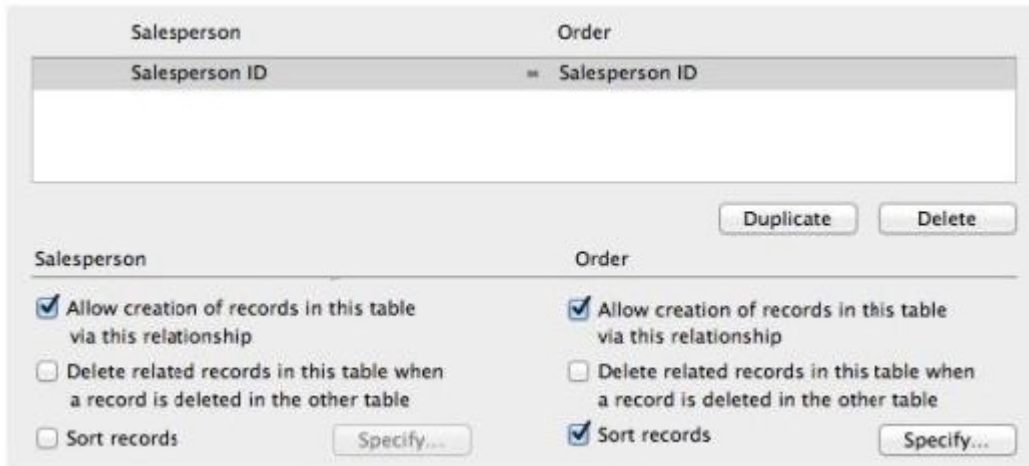 Salesperson Order
Salesperson ID = Salesperson ID
Duplicate Delete
Salesperson Order
Allow creation of records in this table
via this relationship
Allow creation of records in this table
via this relationship
Delete related records in this table when
a record is deleted in the other table
Delete related records in this table when
a record is deleted in the other table
Sort records Specify...
Sort records Specify...